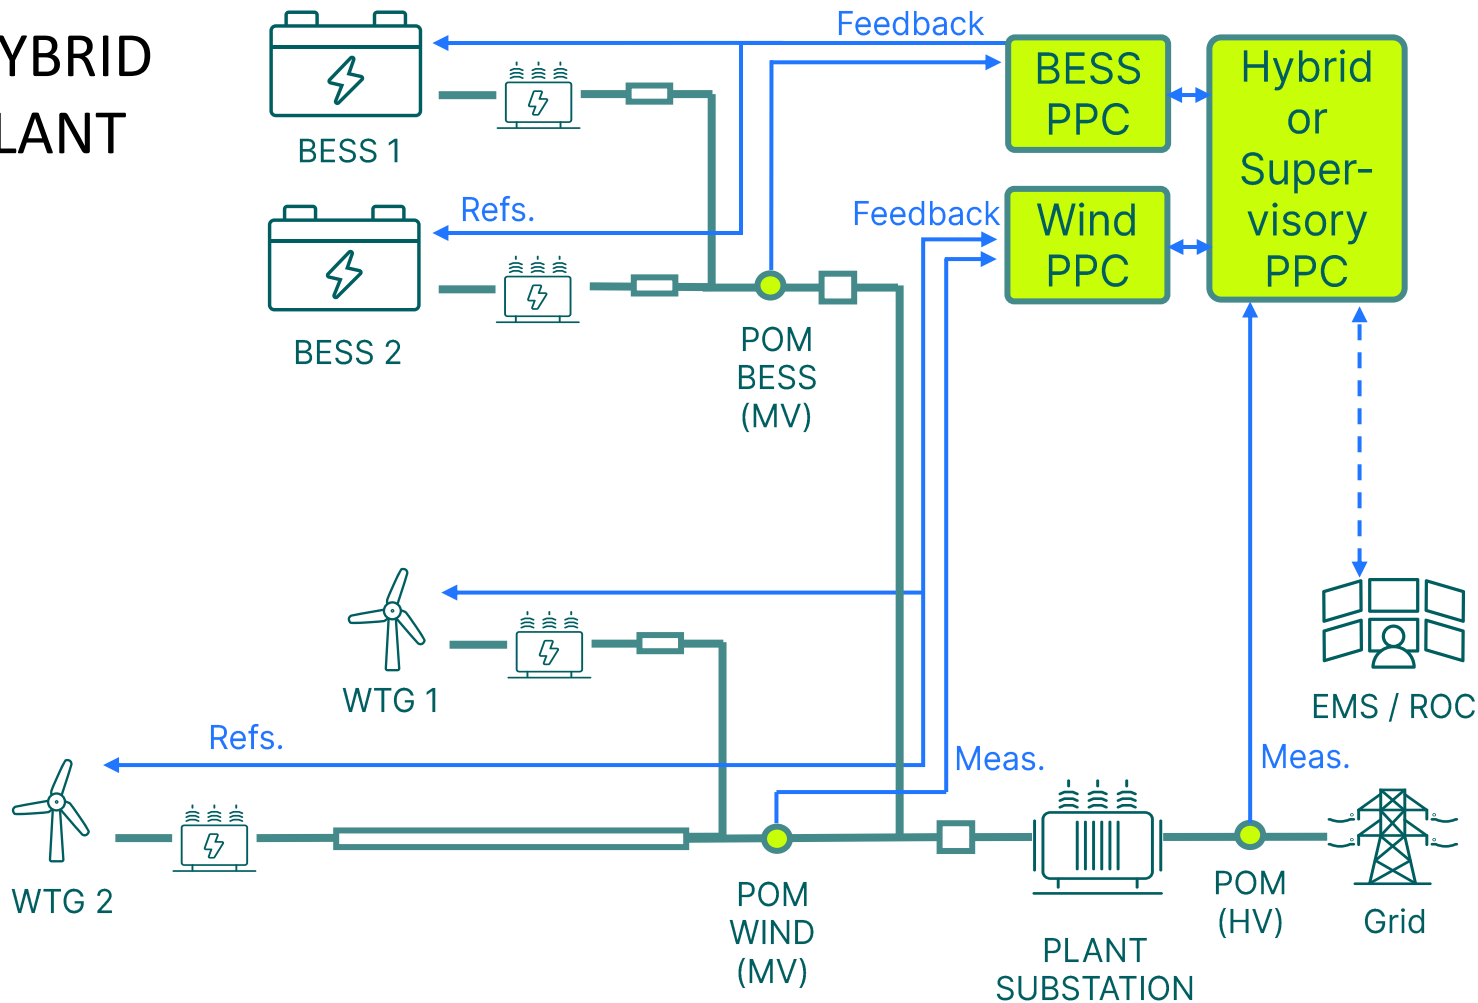 YBRID
LANT
Feedback
BESS
PPC
Hybrid
or
Super-
visory
PPC
BESS 1
Refs.
Feedback
Wind
PPC
BESS 2
POM
BESS
(MV)
WTG 1
EMS / ROC
Refs.
Meas.
Meas.
WTG 2
POM
WIND
(MV)
POM
(HV)
Grid
PLANT
SUBSTATION